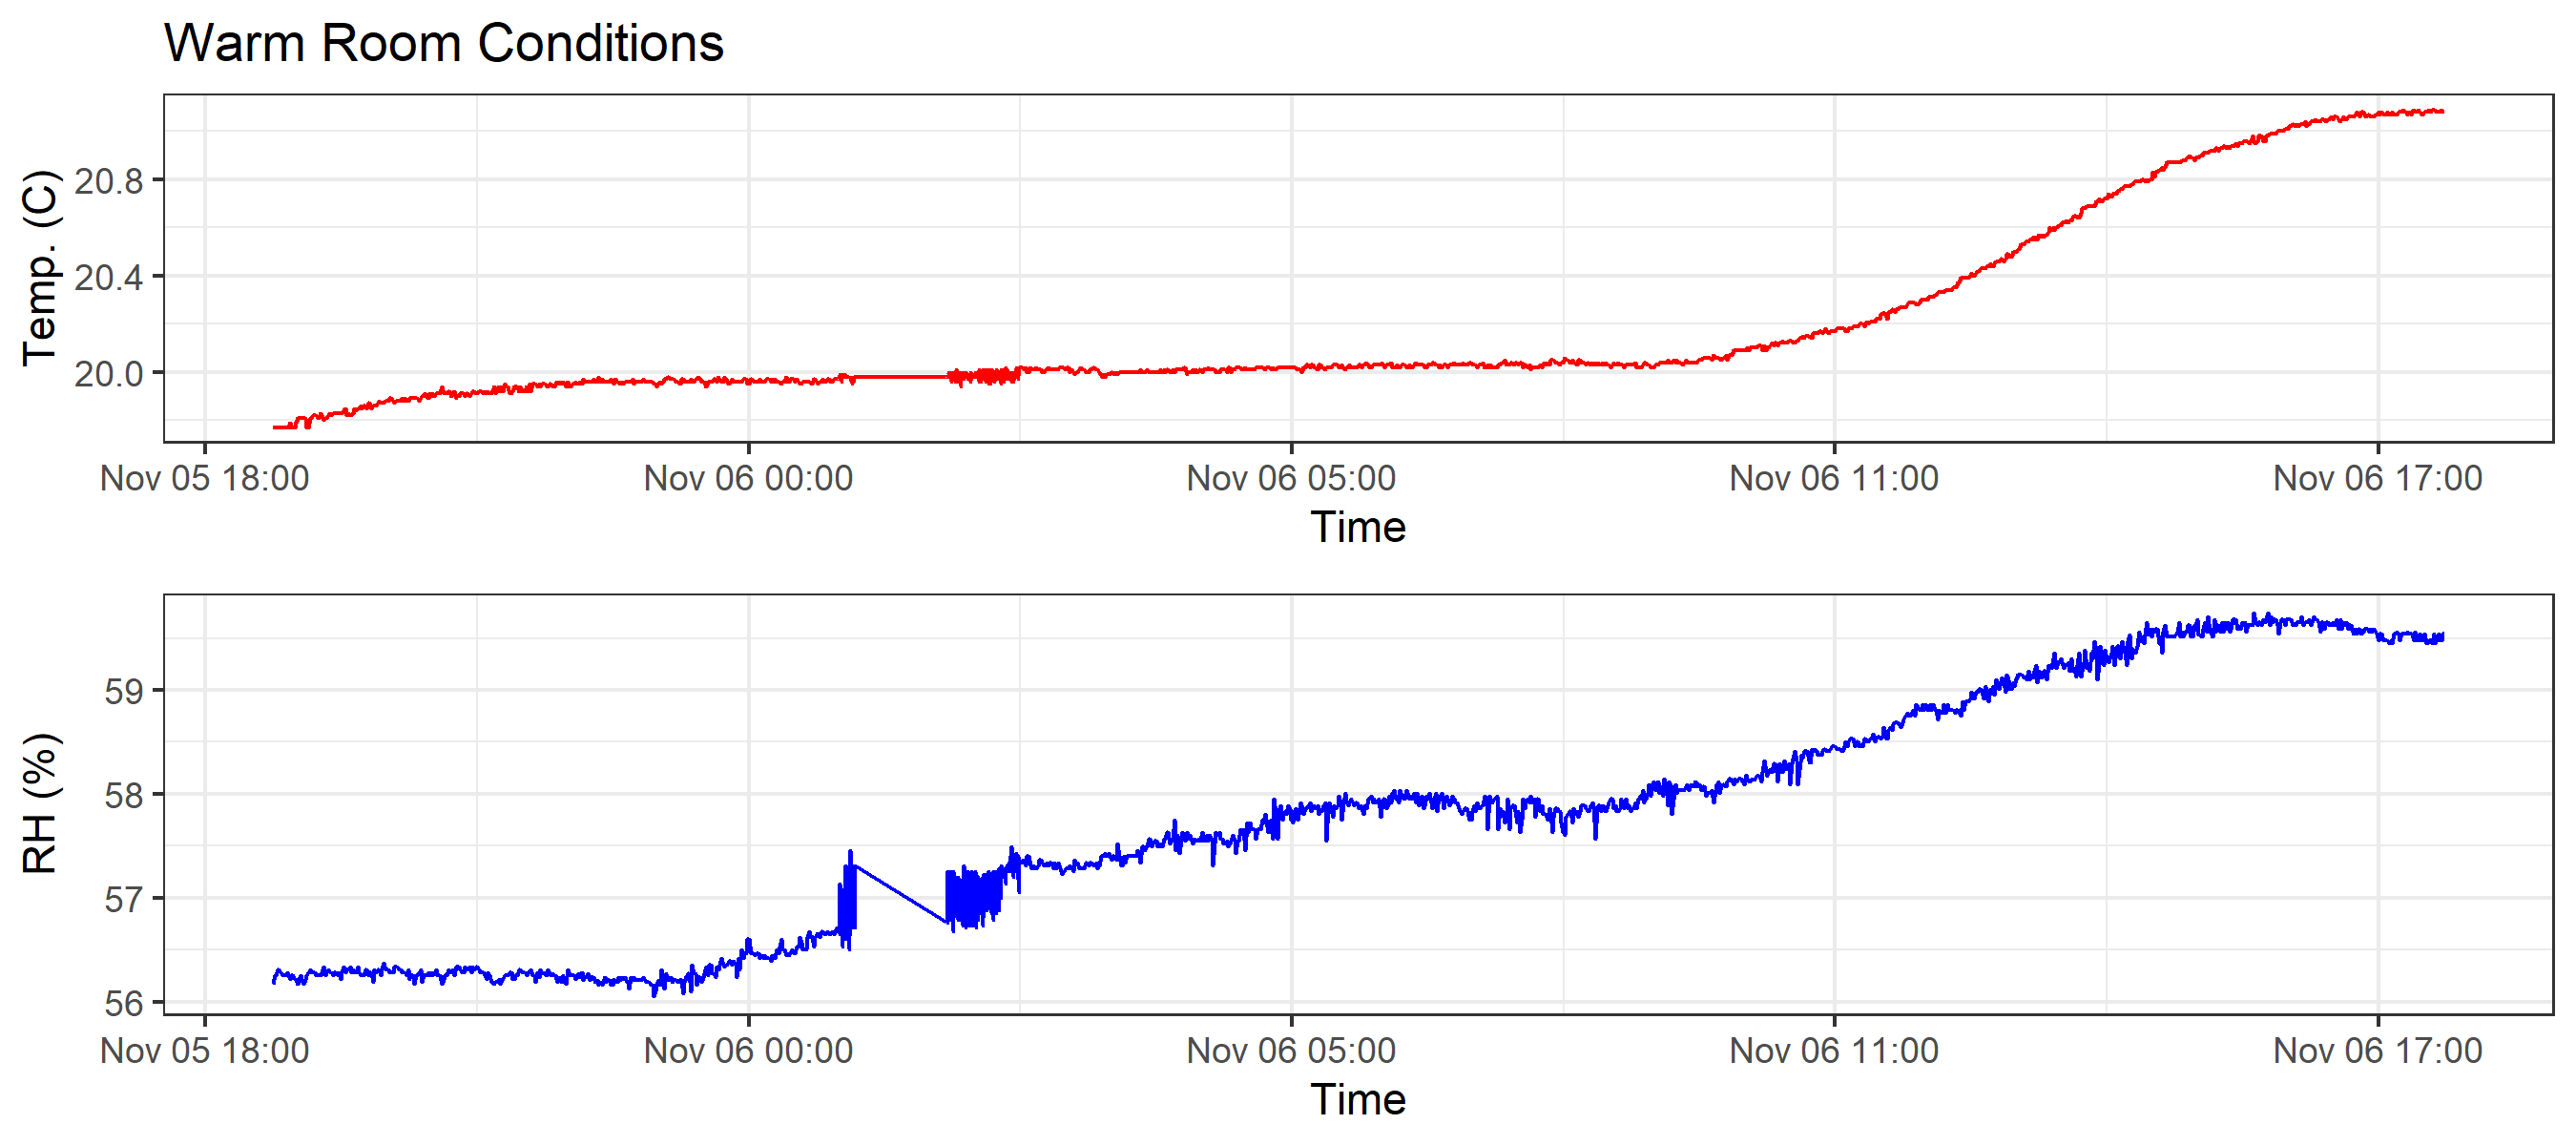 Warm Room Conditions
Temp. (C)
20.8
20.4
20.0
Nov 05 18:00 Nov 06 00:00 Nov 06 05:00 Nov 06 11:00 Nov 06 17:00
Time
RH (%)
59
58
57
56
Nov 05 18:00 Nov 06 00:00 Nov 06 05:00 Nov 06 11:00 Nov 06 17:00
Time